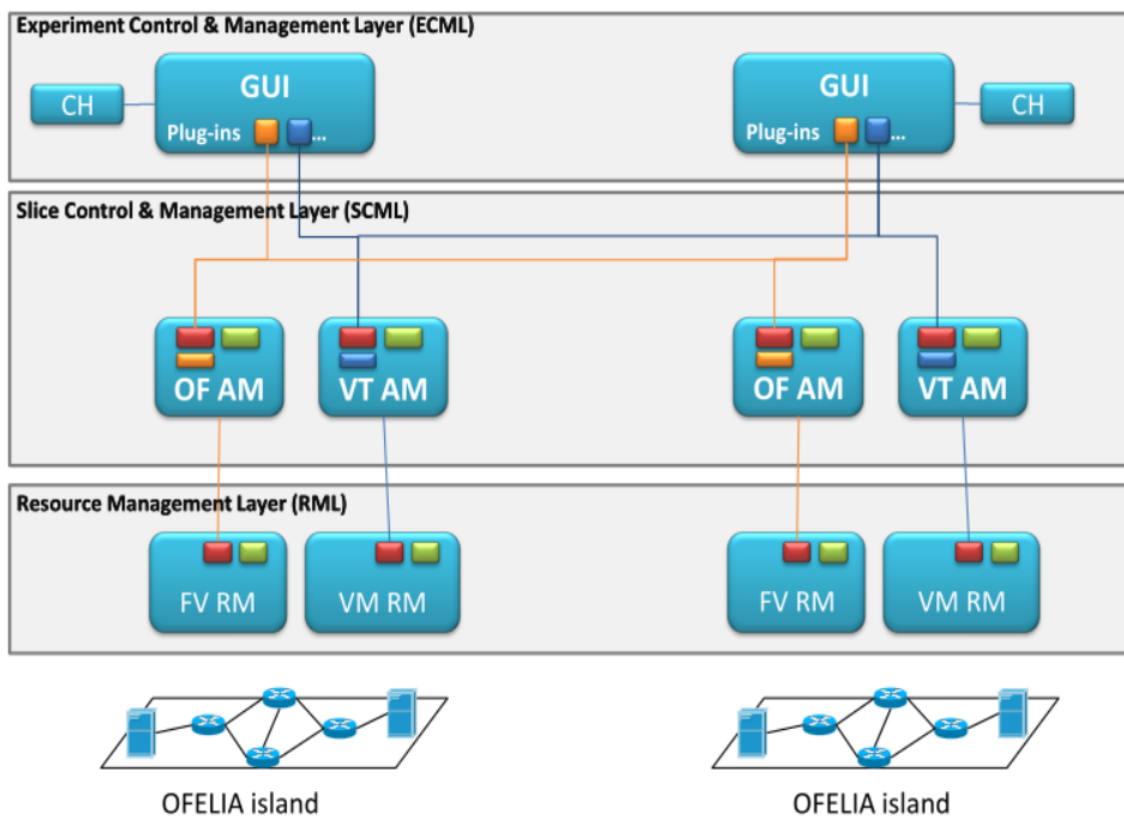 Experiment Control & Management Layer (ECML)
CH
GUI
Plug-ins
...
GUI
Plug-ins
...
CH
Slice Control & Management Layer (SCML)
OF AM
VT AM
OF AM
VT AM
Resource Management Layer (RML)
FV RM
VM RM
FV RM
VM RM
OFELIA island
OFELIA island